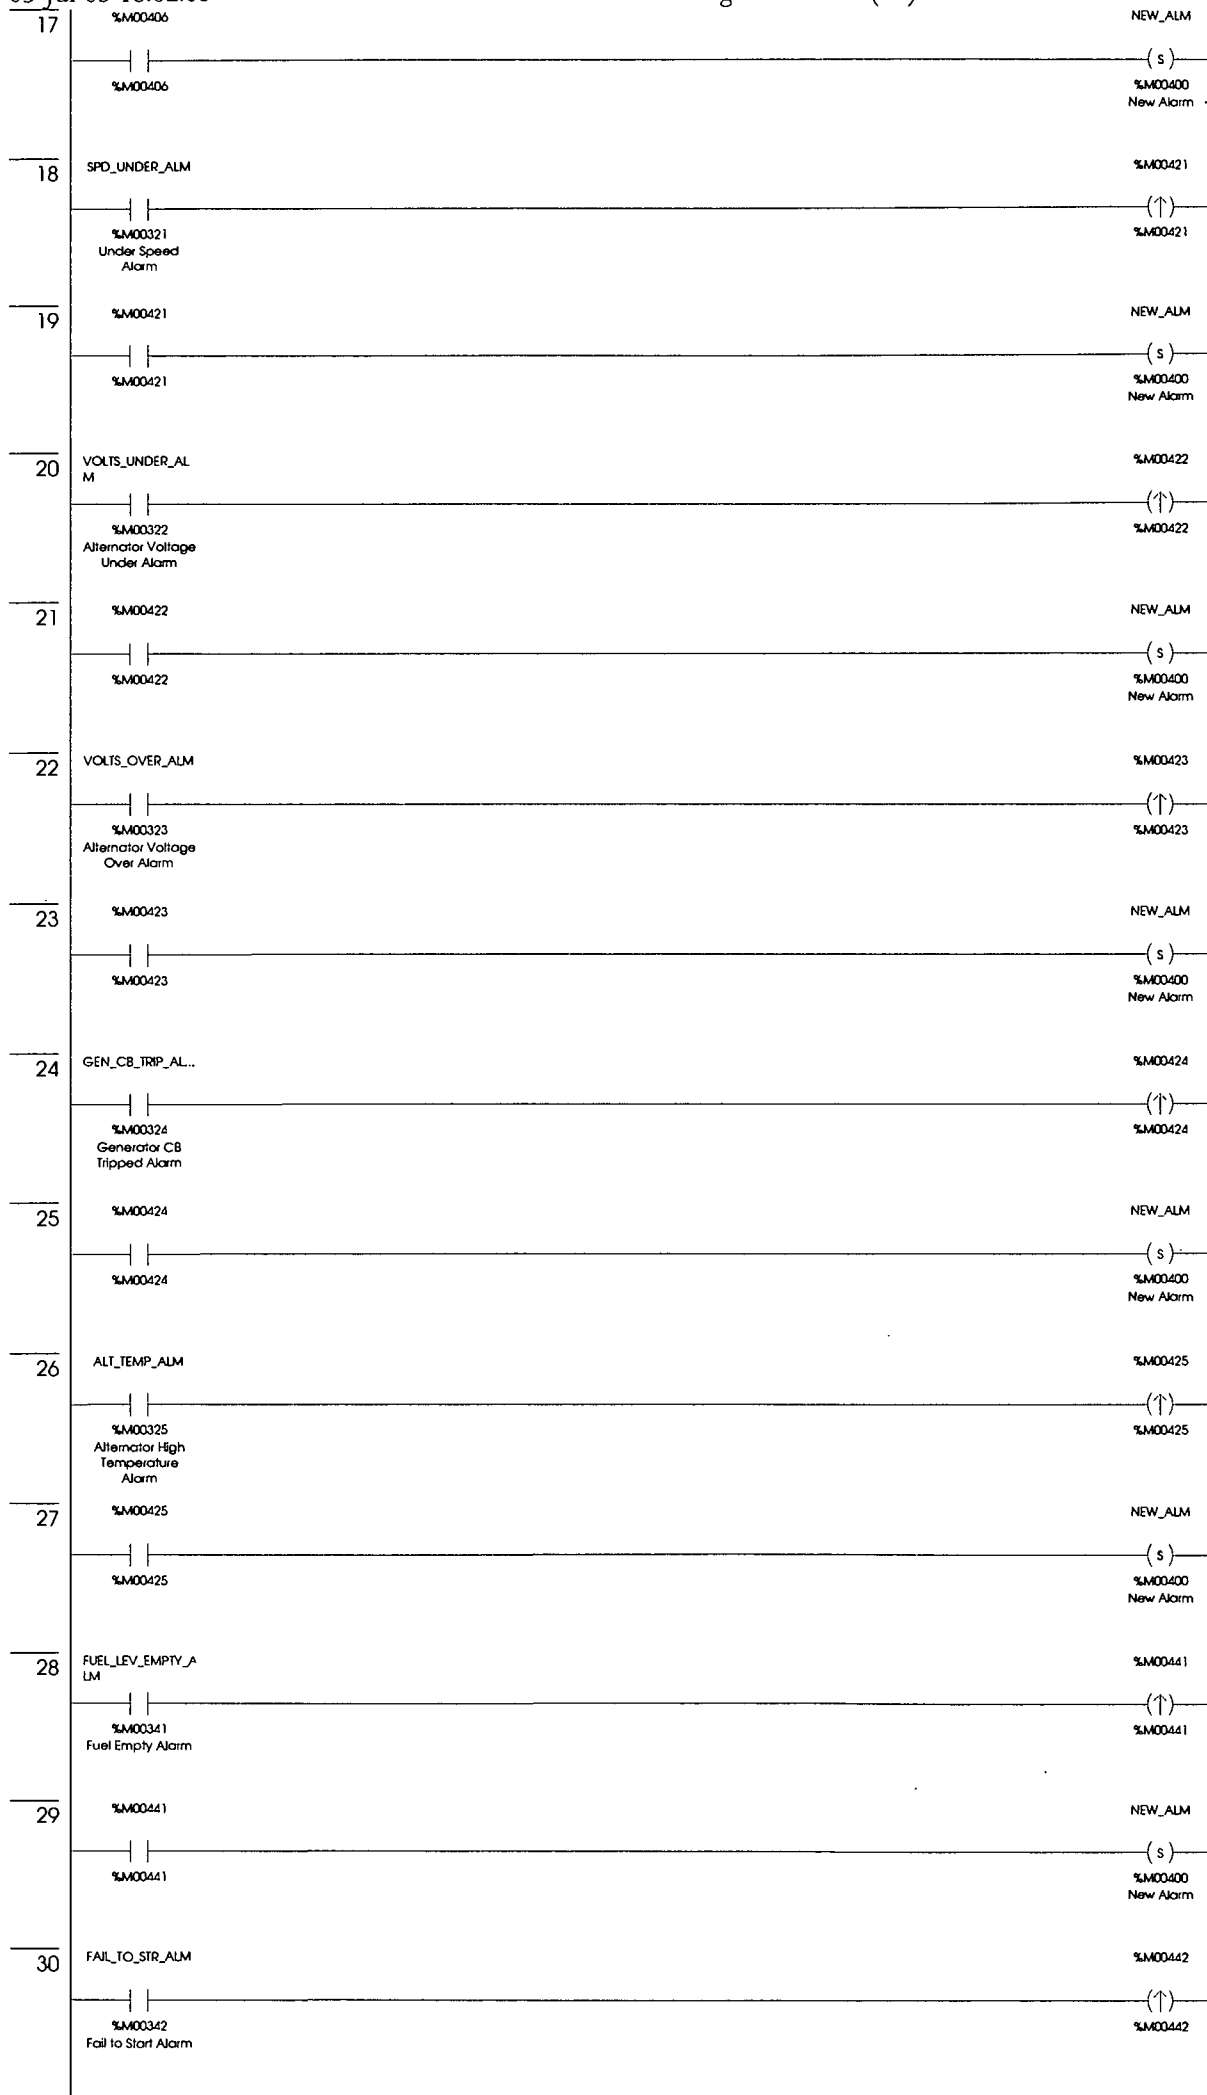 17 %M00406 NEW_ALM
(S)
%M00406 %M00400
New Alarm
18 SPD_UNDER_ALM %M00421
(↑)
%M00321 %M00421
Under Speed
Alarm
19 %M00421 NEW_ALM
(S)
%M00421 %M00400
New Alarm
20 VOLTS_UNDER_AL %M00422
M
(↑)
%M00322 %M00422
Alternator Voltage
Under Alarm
21 %M00422 NEW_ALM
(S)
%M00422 %M00400
New Alarm
22 VOLTS_OVER_ALM %M00423
(↑)
%M00323 %M00423
Alternator Voltage
Over Alarm
23 %M00423 NEW_ALM
(S)
%M00423 %M00400
New Alarm
24 GEN_CB_TRIP_AL... %M00424
(↑)
%M00324 %M00424
Generator CB
Tripped Alarm
25 %M00424 NEW_ALM
(S)
%M00424 %M00400
New Alarm
26 ALT_TEMP_ALM %M00425
(↑)
%M00325 %M00425
Alternator High
Temperature
Alarm
27 %M00425 NEW_ALM
(S)
%M00425 %M00400
New Alarm
28 FUEL_LEV_EMPTY_A %M00441
LM
(↑)
%M00341 %M00441
Fuel Empty Alarm
29 %M00441 NEW_ALM
(S)
%M00441 %M00400
New Alarm
30 FAIL_TO_STR_ALM %M00442
(↑)
%M00342 %M00442
Fail to Start Alarm